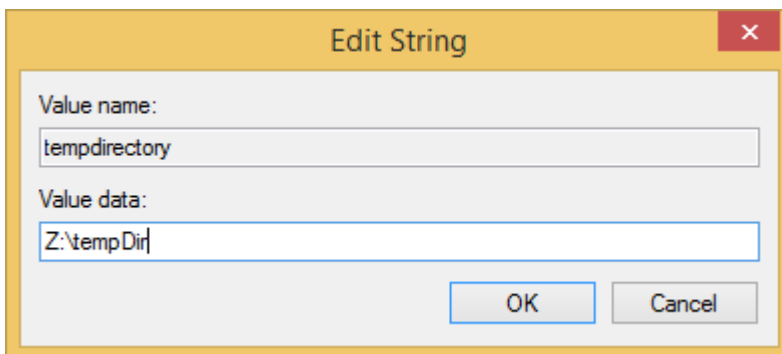 Edit String
Value name:
tempdirectory
Value data:
Z:\tempDir
OK Cancel